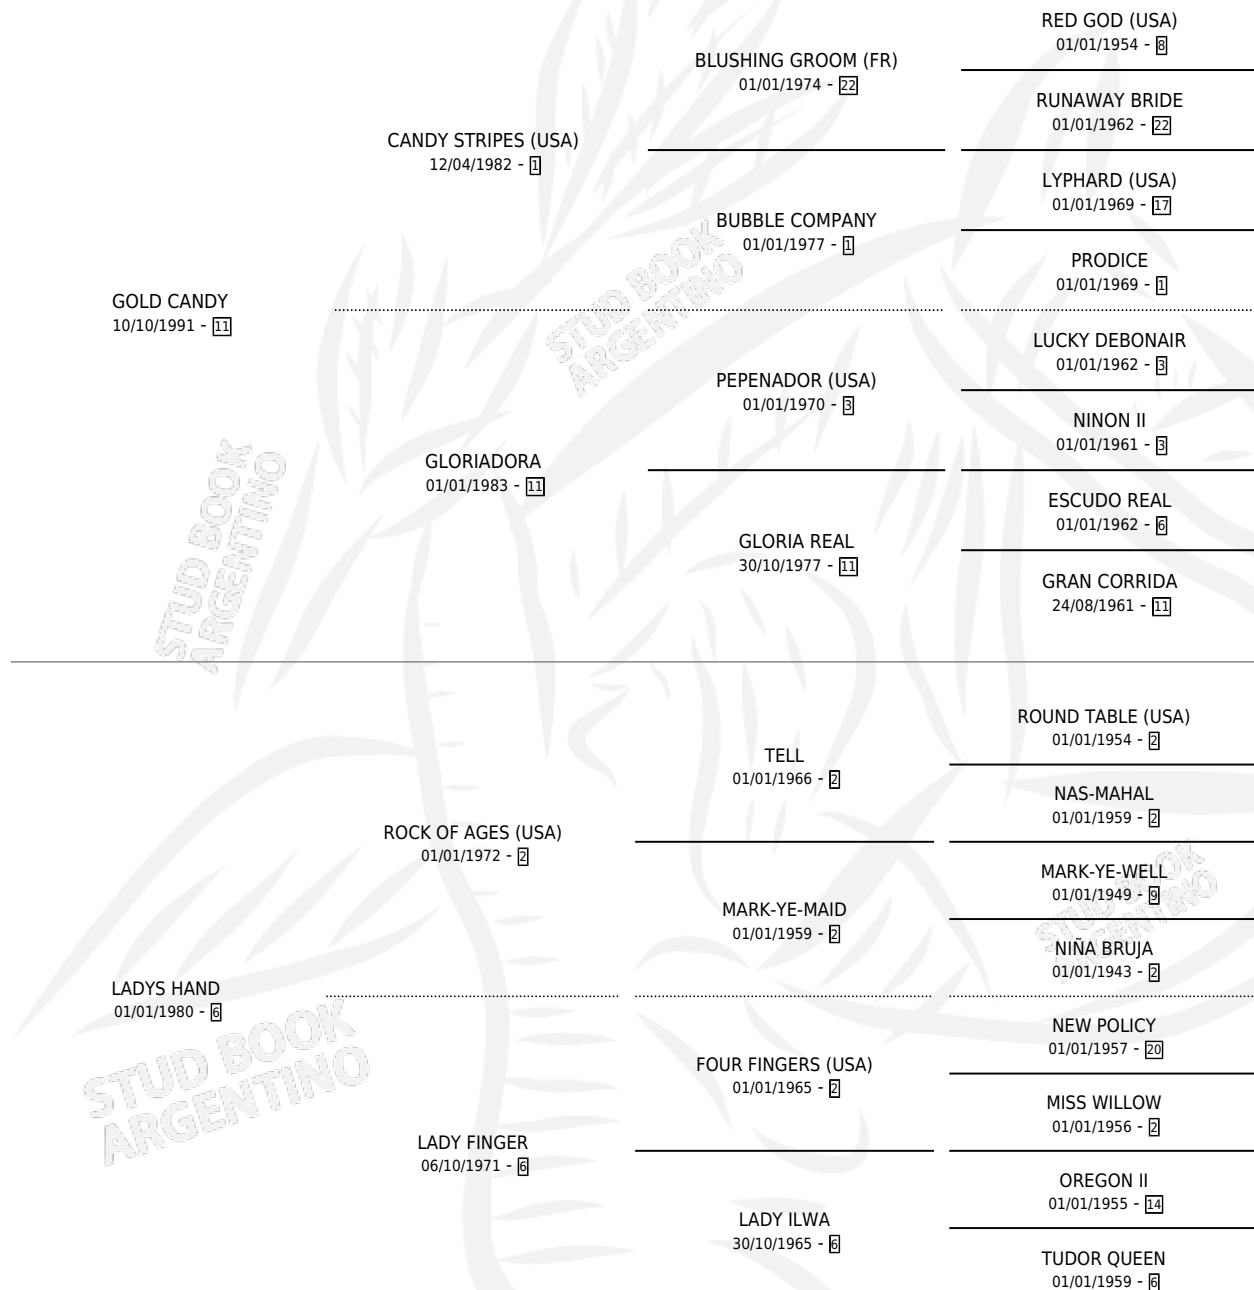 RED GOD (USA)
01/01/1954 - 8
BLUSHING GROOM (FR)
01/01/1974 - 22
RUNAWAY BRIDE
01/01/1962 - 22
CANDY STRIPES (USA)
12/04/1982 - 1
LYPHARD (USA)
01/01/1969 - 17
BUBBLE COMPANY
01/01/1977 - 1
PRODICE
01/01/1969 - 1
GOLD CANDY
10/10/1991 - 11
STUD BOOK
ARGENTINO
LUCKY DEBONAIR
01/01/1962 - 3
PEPENADOR (USA)
01/01/1970 - 3
NINON II
01/01/1961 - 3
GLORIADORA
01/01/1983 - 11
ESCUDO REAL
01/01/1962 - 6
GLORIA REAL
30/10/1977 - 11
GRAN CORRIDA
24/08/1961 - 11
STUD BOOK
ARGENTINO
ROUND TABLE (USA)
01/01/1954 - 2
TELL
01/01/1966 - 2
NAS-MAHAL
01/01/1959 - 2
ROCK OF AGES (USA)
01/01/1972 - 2
MARK-YE-WELL
01/01/1949 - 9
MARK-YE-MAID
01/01/1959 - 2
STUD BOOK
ARGENTINO
NIÑA BRUJA
01/01/1943 - 2
LADYS HAND
01/01/1980 - 6
STUD BOOK
ARGENTINO
NEW POLICY
01/01/1957 - 20
FOUR FINGERS (USA)
01/01/1965 - 2
MISS WILLOW
01/01/1956 - 2
LADY FINGER
06/10/1971 - 6
OREGON II
01/01/1955 - 14
LADY ILWA
30/10/1965 - 6
TUDOR QUEEN
01/01/1959 - 6